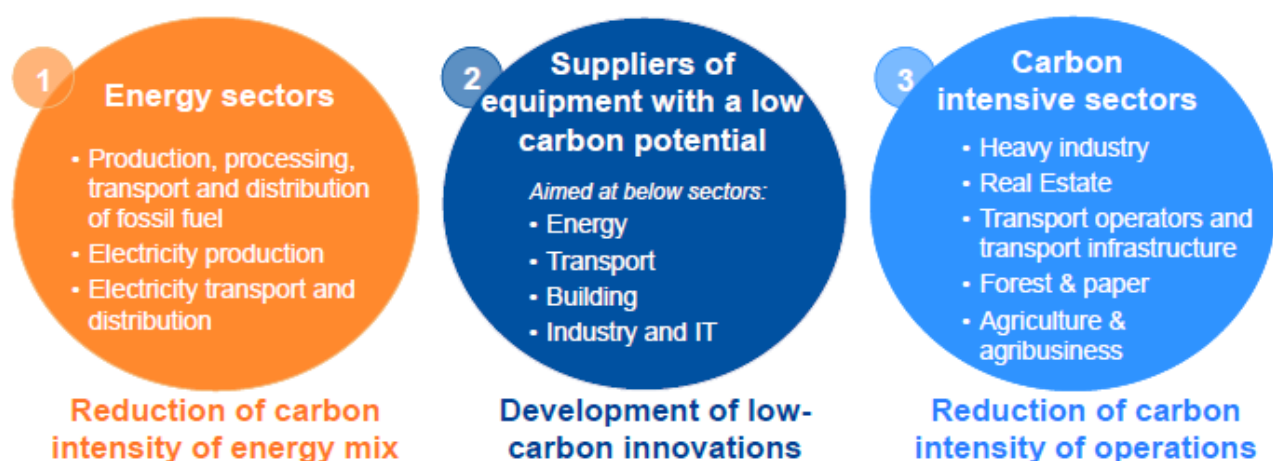 1
Energy sectors
• Production, processing,
transport and distribution
of fossil fuel
• Electricity production
• Electricity transport and
distribution
Reduction of carbon
intensity of energy mix
2
Suppliers of
equipment with a low
carbon potential
Aimed at below sectors:
• Energy
• Transport
• Building
• Industry and IT
Development of low-
carbon innovations
3
Carbon
intensive sectors
• Heavy industry
• Real Estate
• Transport operators and
transport infrastructure
• Forest & paper
• Agriculture &
agribusiness
Reduction of carbon
intensity of operations